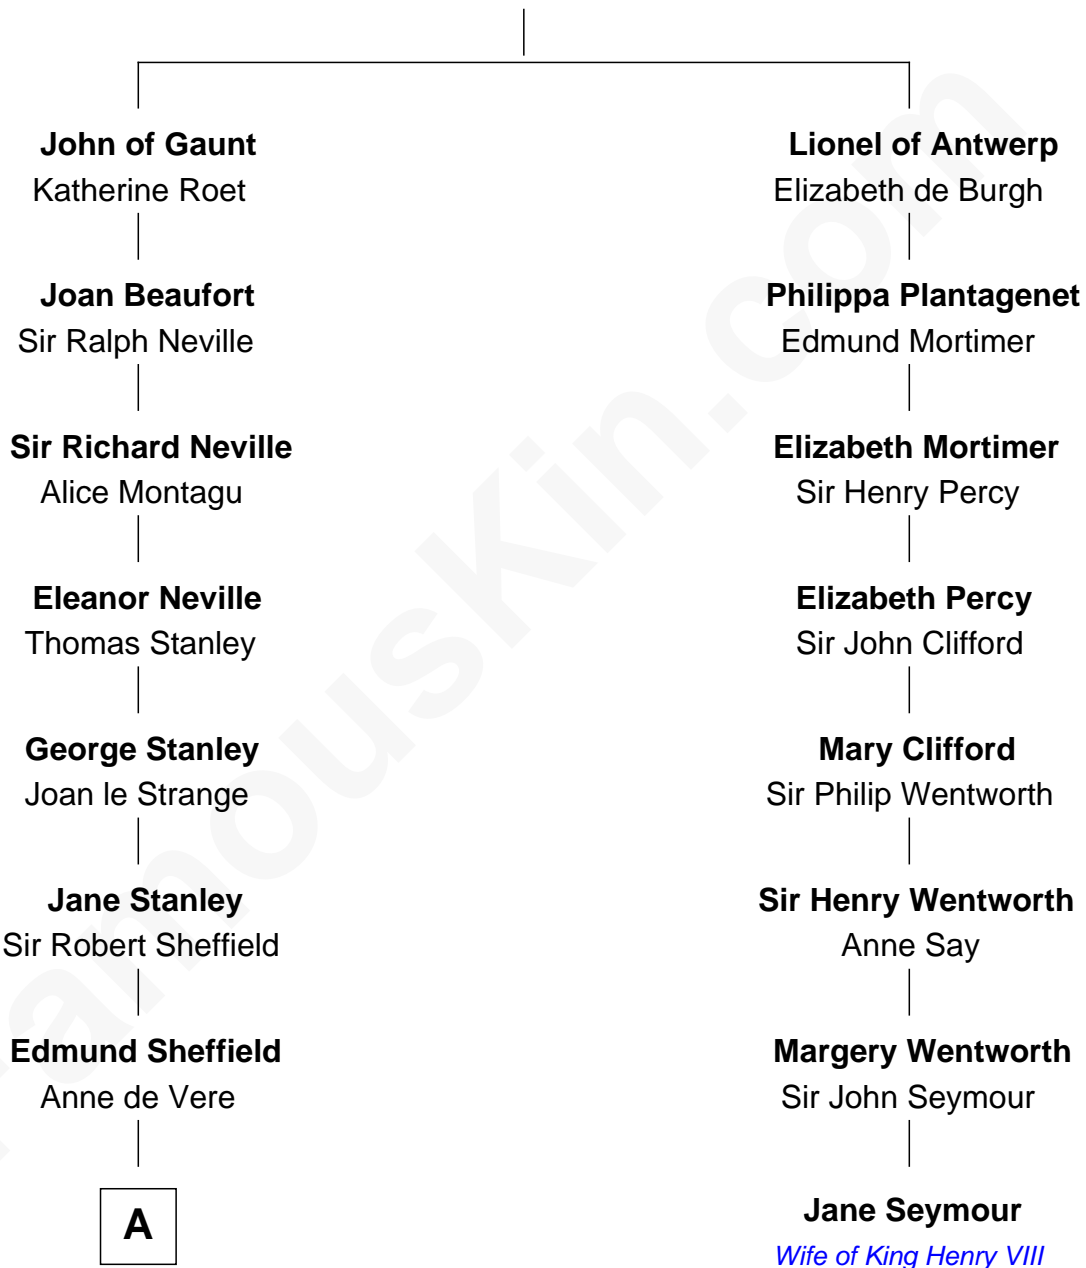 John of Gaunt
Katherine Roet
Joan Beaufort
Sir Ralph Neville
Sir Richard Neville
Alice Montagu
Eleanor Neville
Thomas Stanley
George Stanley
Joan le Strange
Jane Stanley
Sir Robert Sheffield
Edmund Sheffield
Anne de Vere
A
Lionel of Antwerp
Elizabeth de Burgh
Philippa Plantagenet
Edmund Mortimer
Elizabeth Mortimer
Sir Henry Percy
Elizabeth Percy
Sir John Clifford
Mary Clifford
Sir Philip Wentworth
Sir Henry Wentworth
Anne Say
Margery Wentworth
Sir John Seymour
Jane Seymour
Wife of King Henry VIII
FamousKin.com